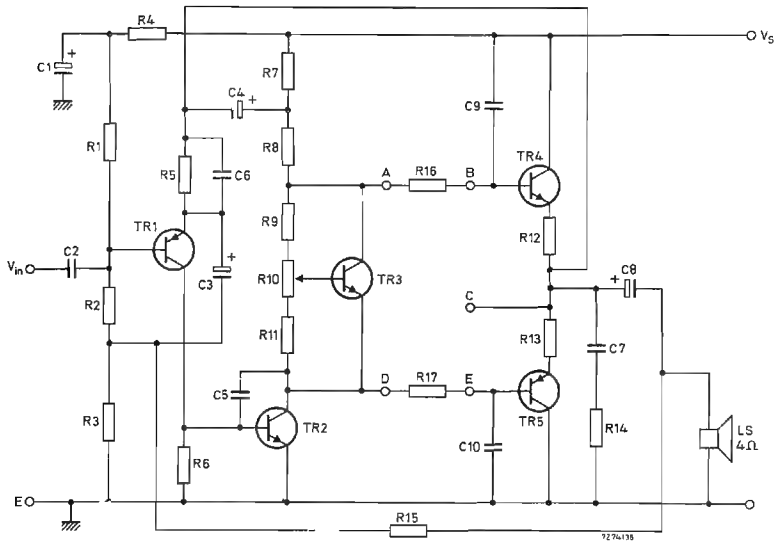 R4
Vs
C1
+
R7
C4
+
C9
R1
R8
TR4
R5
C6
A
R16
B
TR1
R9
R12
C2
Vin
+
C3
R10
TR3
+
C8
R2
C
R11
R13
C7
D
R17
E
C5
TR5
R3
TR2
C10
R14
LS
4Ω
R6
E
R15
7274138